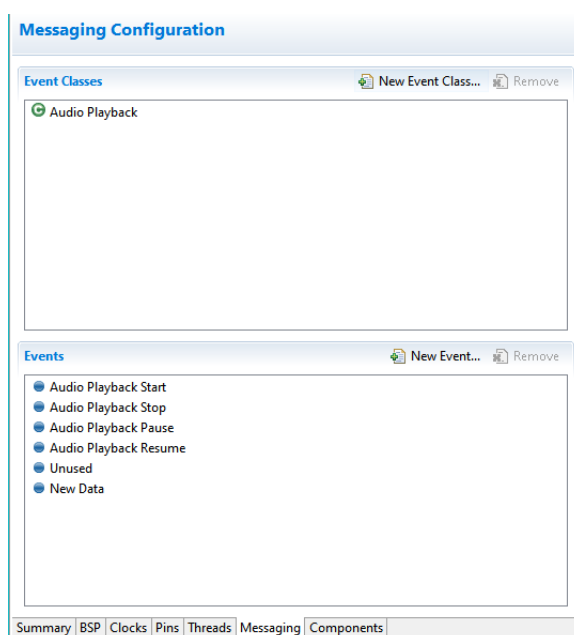 Messaging Configuration
Event Classes New Event Class... Remove
Audio Playback
Events New Event... Remove
Audio Playback Start
Audio Playback Stop
Audio Playback Pause
Audio Playback Resume
Unused
New Data
Summary BSP Clocks Pins Threads Messaging Components